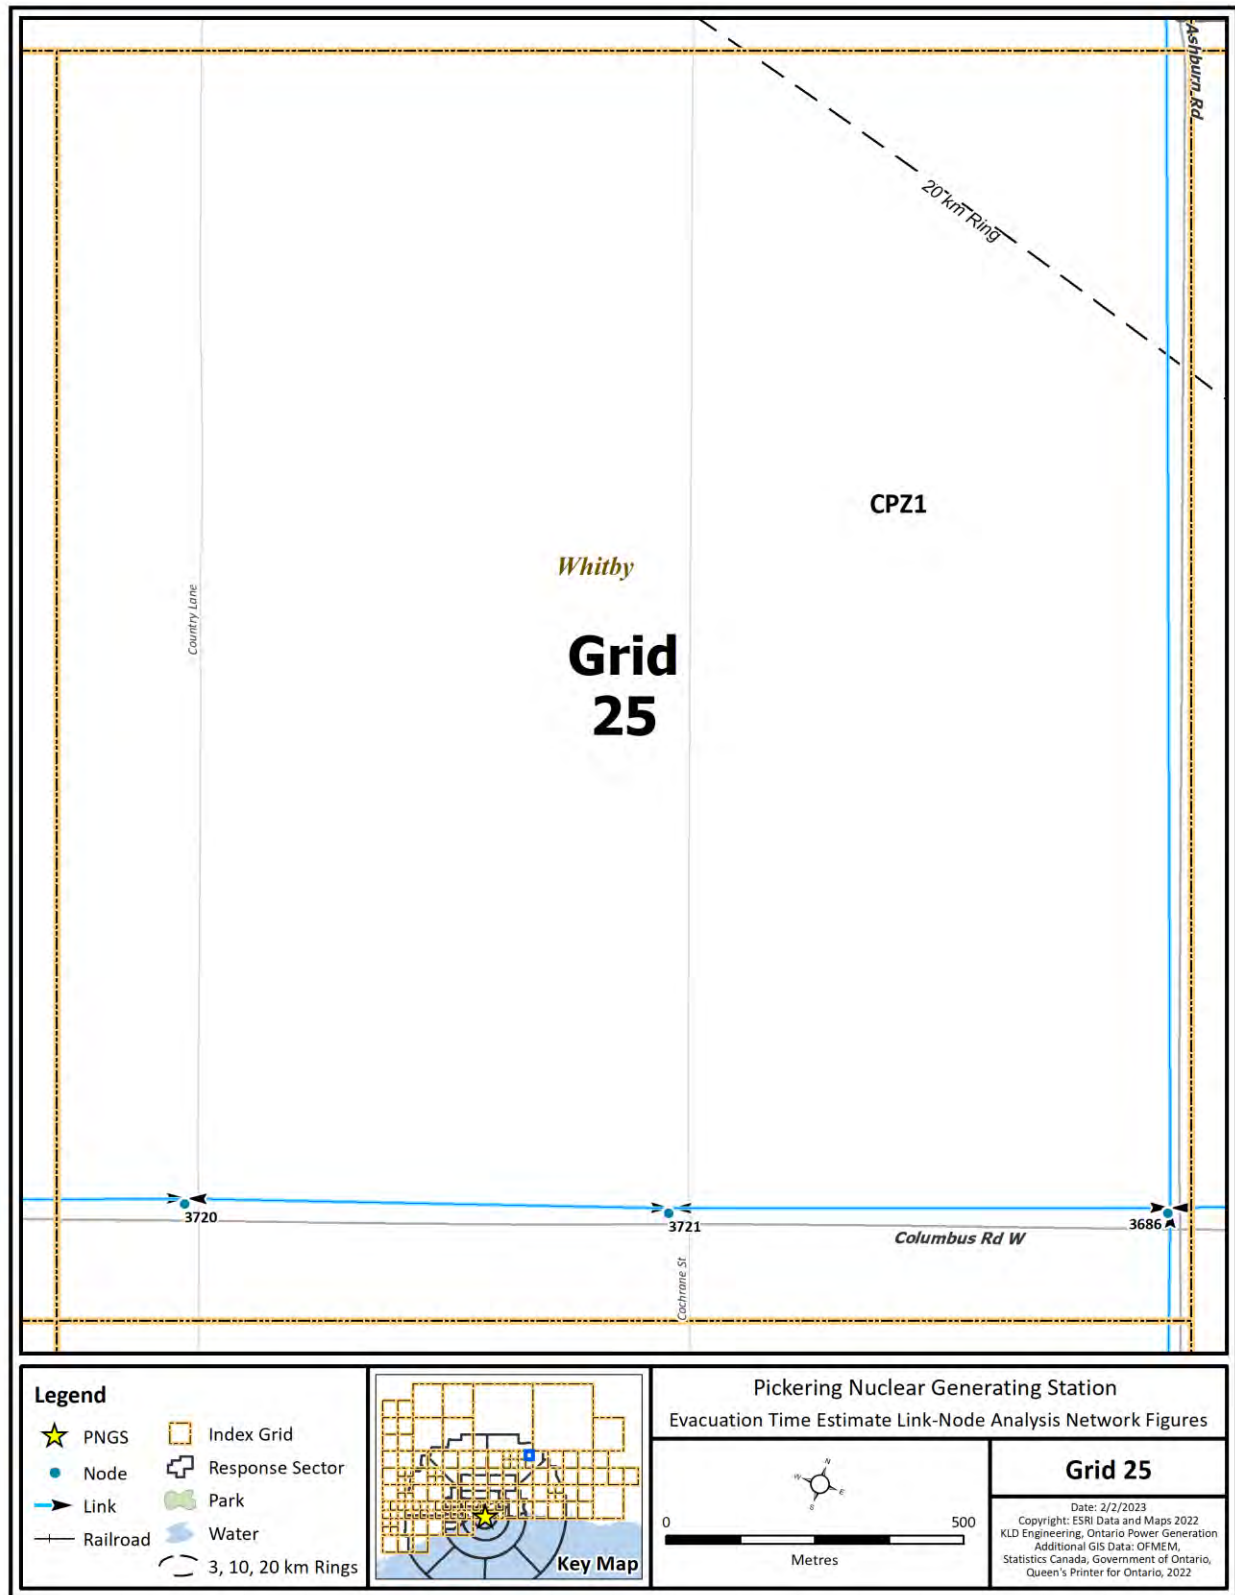 Ashburn Rd
20 km Ring
CPZ1
Whitby
Country Lane
Grid
25
3720
3721
3686
Columbus Rd W
Cochrane St
Legend
PNGS
Node
Link
Railroad
Index Grid
Response Sector
Park
Water
3, 10, 20 km Rings
Key Map
Pickering Nuclear Generating Station
Evacuation Time Estimate Link-Node Analysis Network Figures
N
W
E
S
0 500
Metres
Grid 25
Date: 2/2/2023
Copyright: ESRI Data and Maps 2022
KLD Engineering, Ontario Power Generation
Additional GIS Data: OFMEM,
Statistics Canada, Government of Ontario,
Queen's Printer for Ontario, 2022